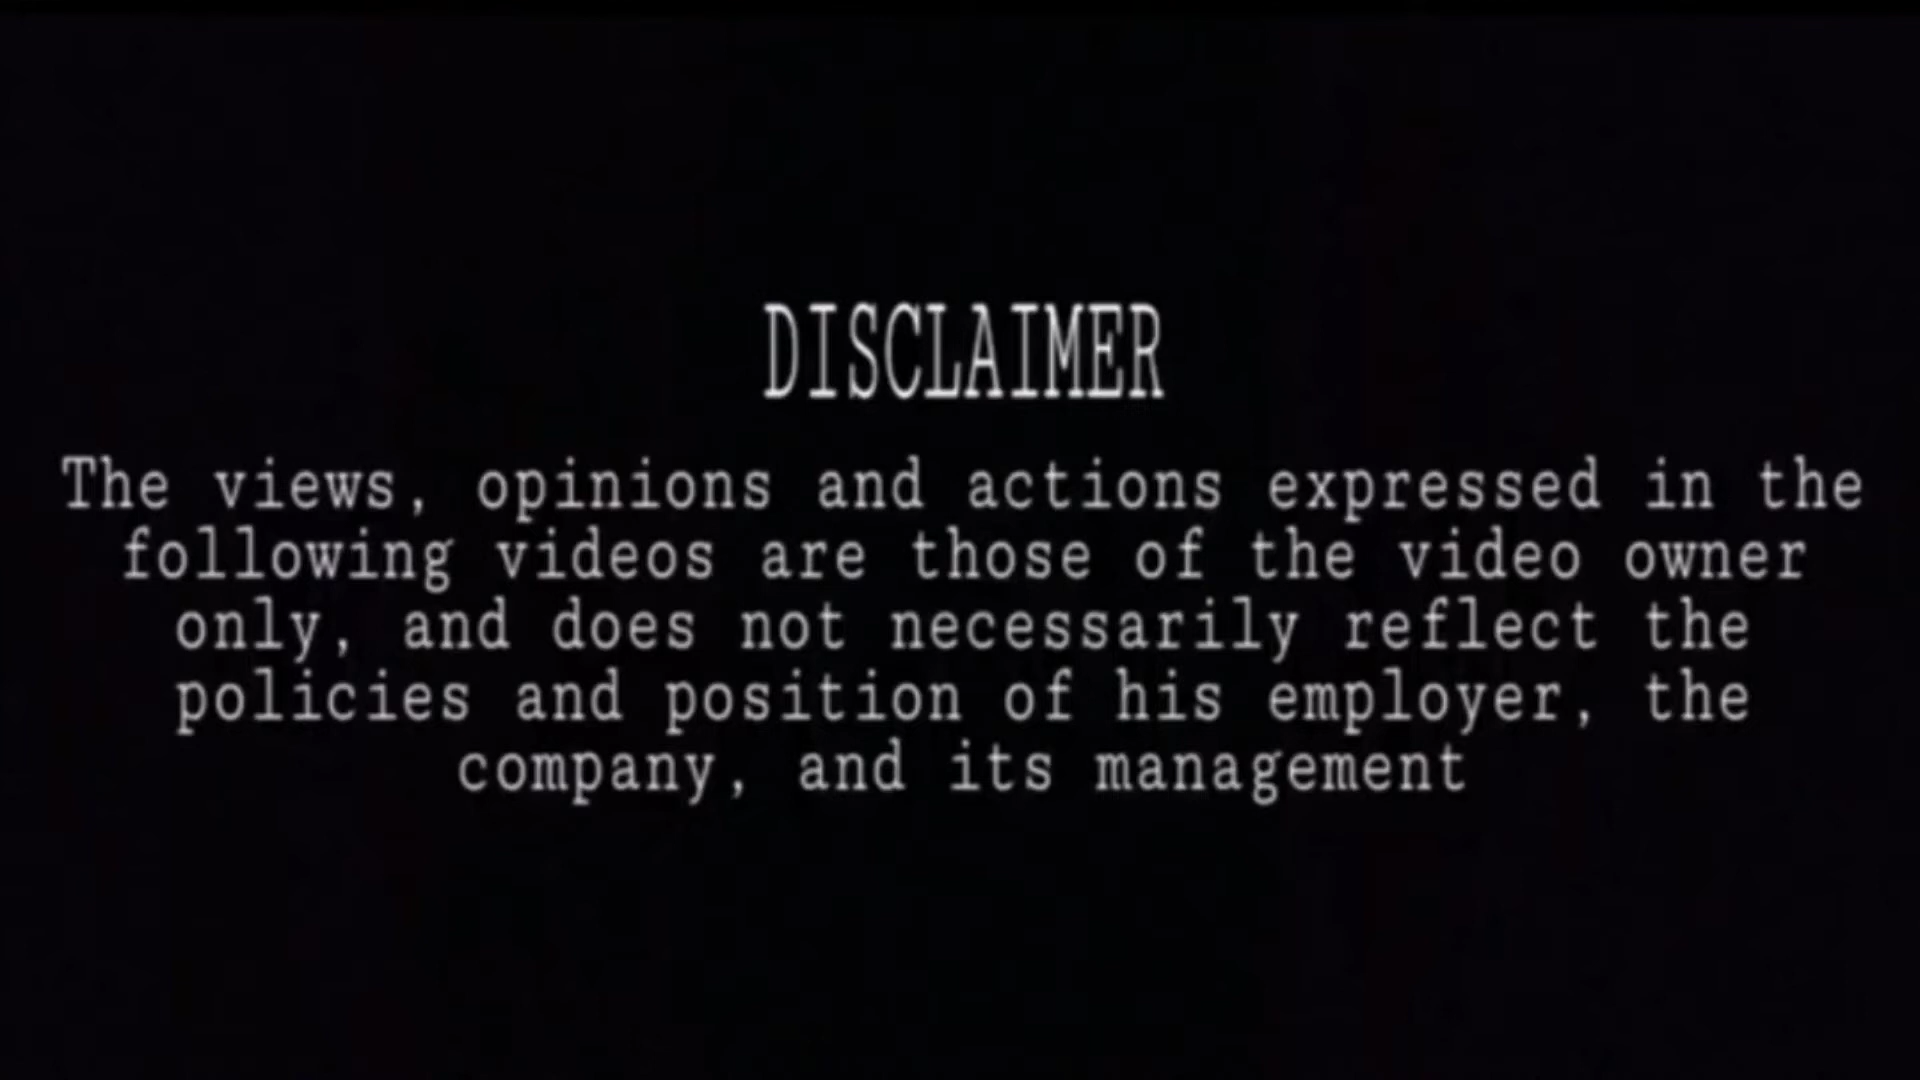 DISCLAIMER
The views, opinions and actions expressed in the
following videos are those of the video owner
only, and does not necessarily reflect the
policies and position of his employer, the
company, and its management